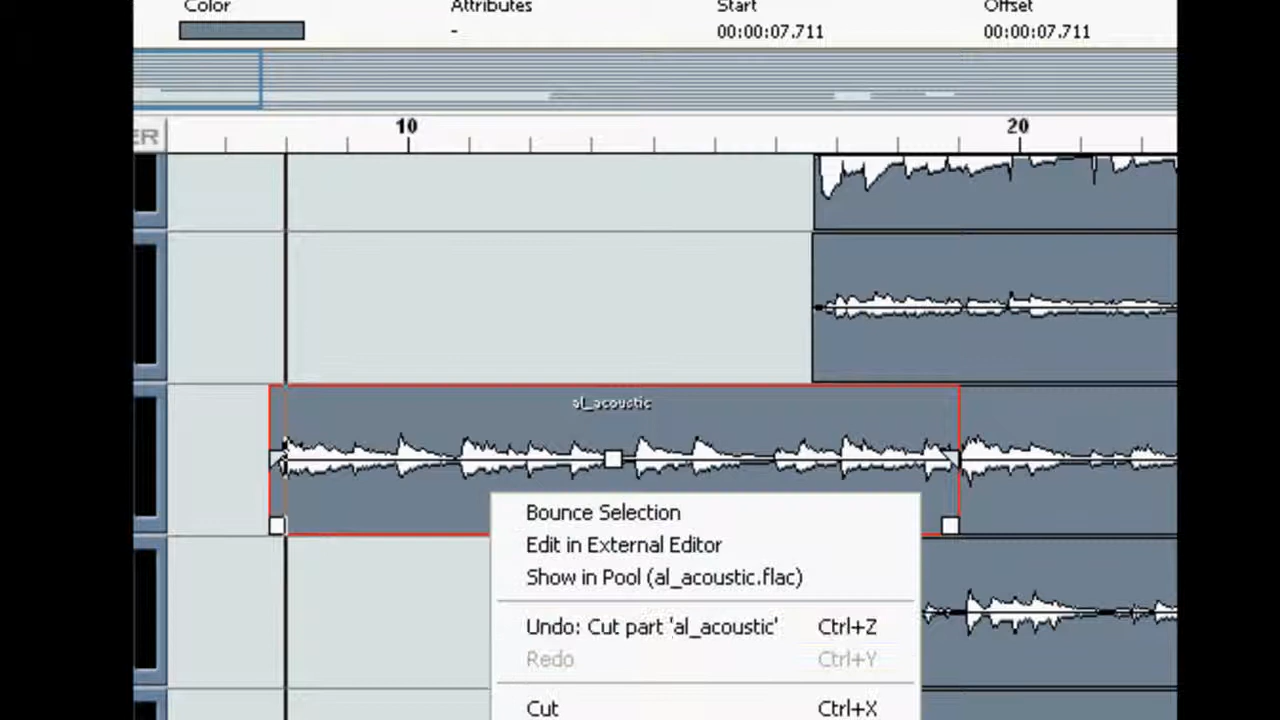 Color Attributes Start Offset
- 00:00:07.711 00:00:07.711
ER 10 20
al_acoustic
Bounce Selection
Edit in External Editor
Show in Pool (al_acoustic.flac)
Undo: Cut part 'al_acoustic' Ctrl+Z
Redo Ctrl+Y
Cut Ctrl+X